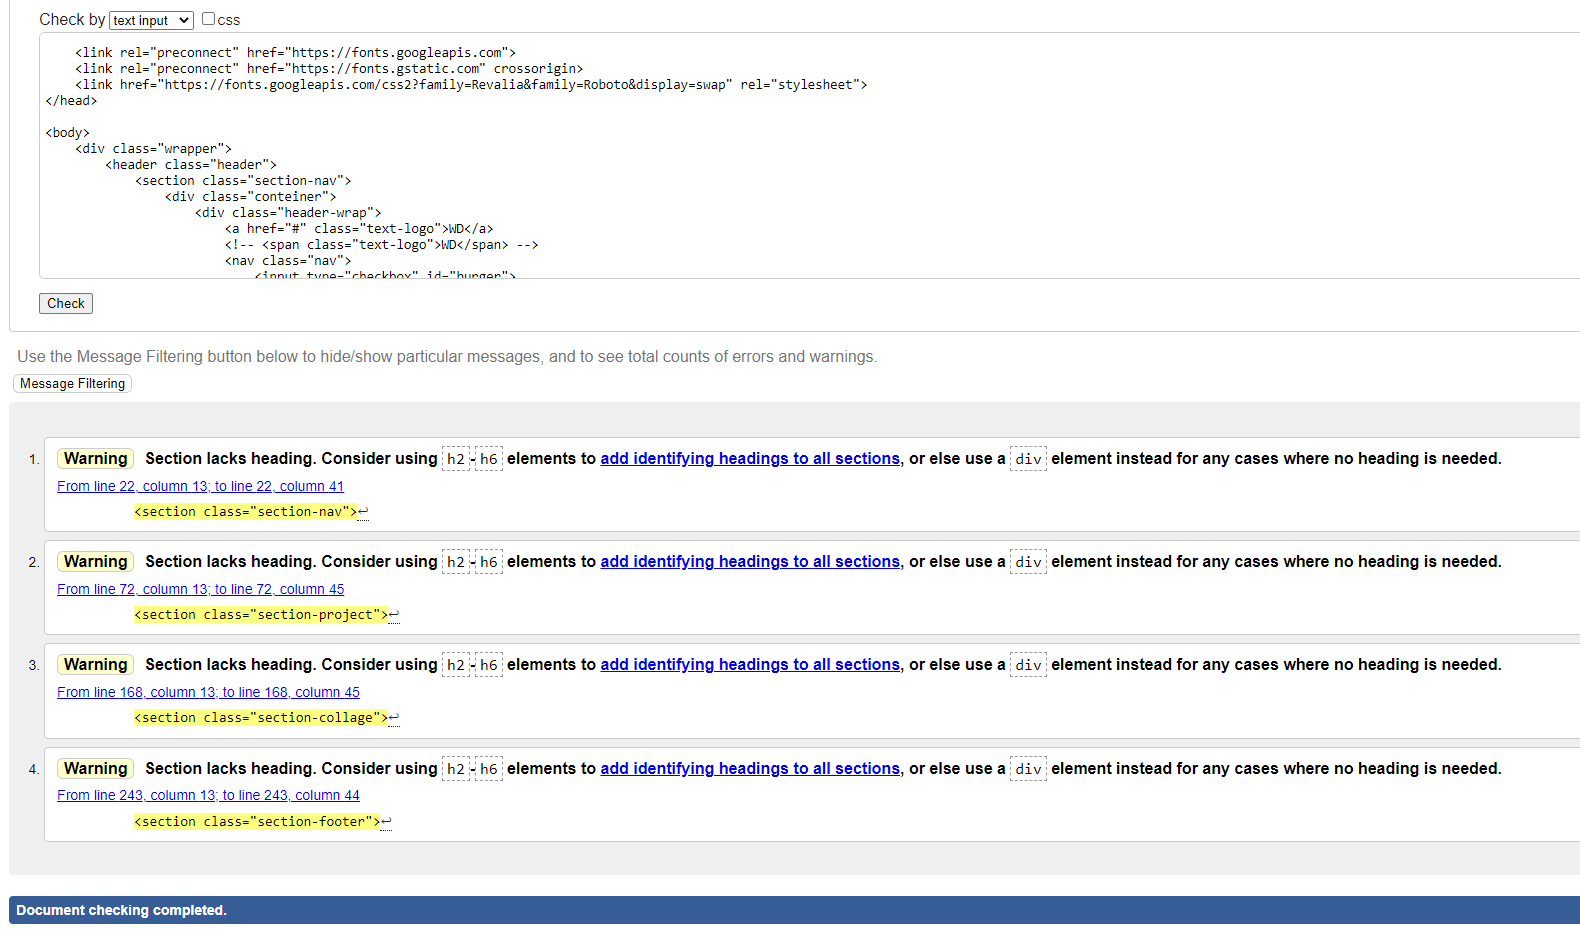 Check by text input css
<link rel="preconnect" href="https://fonts.googleapis.com">
<link rel="preconnect" href="https://fonts.gstatic.com" crossorigin>
<link href="https://fonts.googleapis.com/css2?family=Revalia&family=Roboto&display=swap" rel="stylesheet">
</head>
<body>
<div class="wrapper">
<header class="header">
<section class="section-nav">
<div class="conteiner">
<div class="header-wrap">
<a href="#" class="text-logo">WD</a>
<!-- <span class="text-logo">WD</span> -->
<nav class="nav">
<input type="checkbox" id="burger">
Check
Use the Message Filtering button below to hide/show particular messages, and to see total counts of errors and warnings.
Message Filtering
1. Warning Section lacks heading. Consider using h2-h6 elements to add identifying headings to all sections, or else use a div element instead for any cases where no heading is needed.
From line 22, column 13; to line 22, column 41
<section class="section-nav">↩
2. Warning Section lacks heading. Consider using h2-h6 elements to add identifying headings to all sections, or else use a div element instead for any cases where no heading is needed.
From line 72, column 13; to line 72, column 45
<section class="section-project">↩
3. Warning Section lacks heading. Consider using h2-h6 elements to add identifying headings to all sections, or else use a div element instead for any cases where no heading is needed.
From line 168, column 13; to line 168, column 45
<section class="section-collage">↩
4. Warning Section lacks heading. Consider using h2-h6 elements to add identifying headings to all sections, or else use a div element instead for any cases where no heading is needed.
From line 243, column 13; to line 243, column 44
<section class="section-footer">↩
Document checking completed.